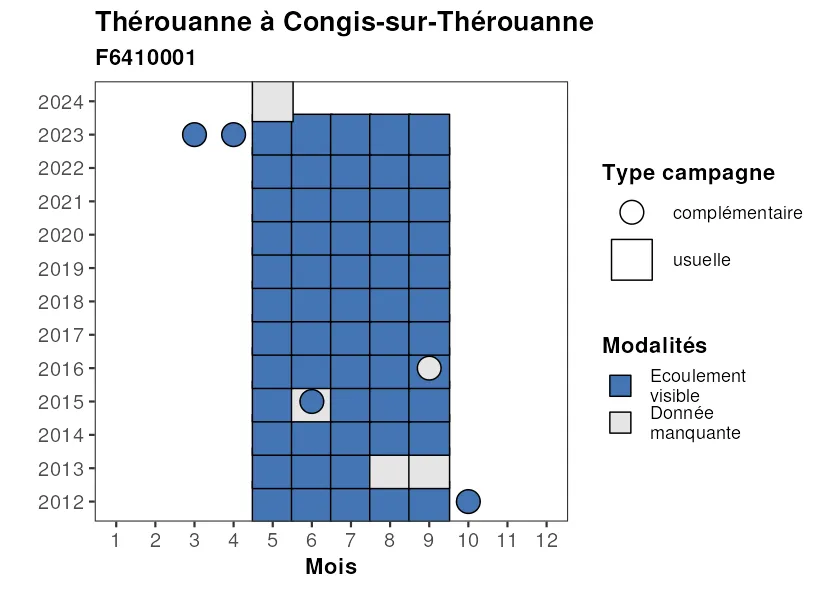 Thérouanne à Congis-sur-Thérouanne
F6410001
2024
2023
2022
2021
2020
2019
2018
2017
2016
2015
2014
2013
2012
1 2 3 4 5 6 7 8 9 10 11 12
Mois
Type campagne
complémentaire
usuelle
Modalités
Ecoulement
visible
Donnée
manquante